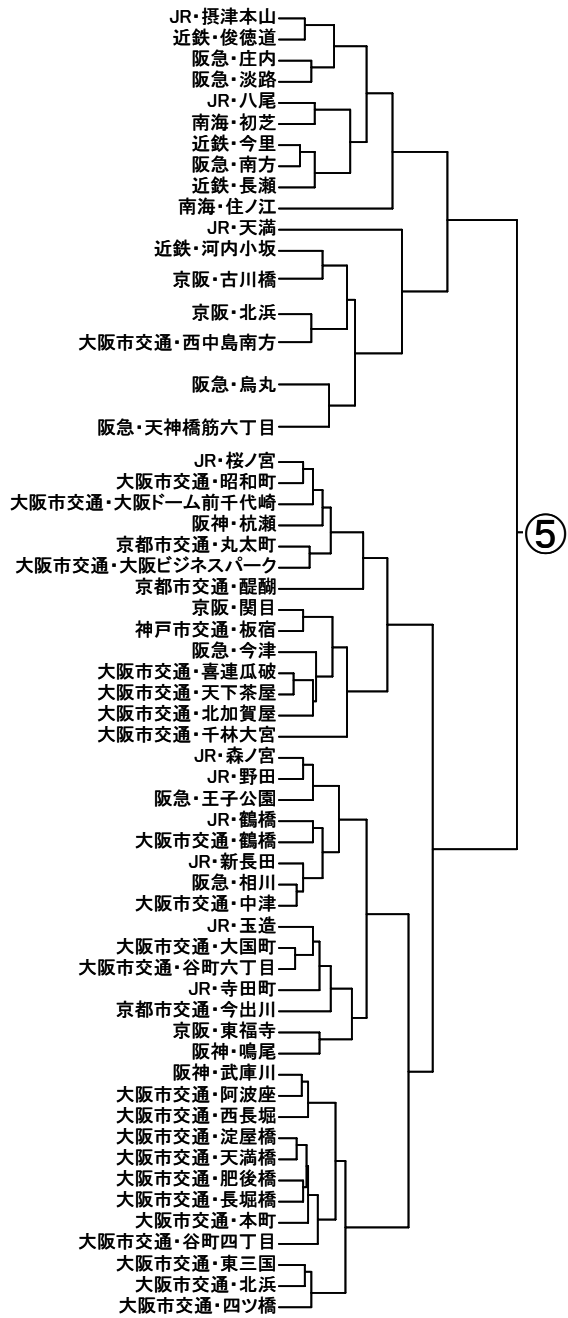 JR・摂津本山
近鉄・俊徳道
阪急・庄内
阪急・淡路
JR・八尾
南海・初芝
近鉄・今里
阪急・南方
近鉄・長瀬
南海・住ノ江
JR・天満
近鉄・河内小坂
京阪・古川橋
京阪・北浜
大阪市交通・西中島南方
阪急・烏丸
阪急・天神橋筋六丁目
JR・桜ノ宮
大阪市交通・昭和町
大阪市交通・大阪ドーム前千代崎
阪神・杭瀬
京都市交通・丸太町
大阪市交通・大阪ビジネスパーク
京都市交通・醍醐
京阪・関目
神戸市交通・板宿
阪急・今津
大阪市交通・喜連瓜破
大阪市交通・天下茶屋
大阪市交通・北加賀屋
大阪市交通・千林大宮
JR・森ノ宮
JR・野田
阪急・王子公園
JR・鶴橋
大阪市交通・鶴橋
JR・新長田
阪急・相川
大阪市交通・中津
JR・玉造
大阪市交通・大国町
大阪市交通・谷町六丁目
JR・寺田町
京都市交通・今出川
京阪・東福寺
阪神・鳴尾
阪神・武庫川
大阪市交通・阿波座
大阪市交通・西長堀
大阪市交通・淀屋橋
大阪市交通・天満橋
大阪市交通・肥後橋
大阪市交通・長堀橋
大阪市交通・本町
大阪市交通・谷町四丁目
大阪市交通・東三国
大阪市交通・北浜
大阪市交通・四ツ橋
⑤